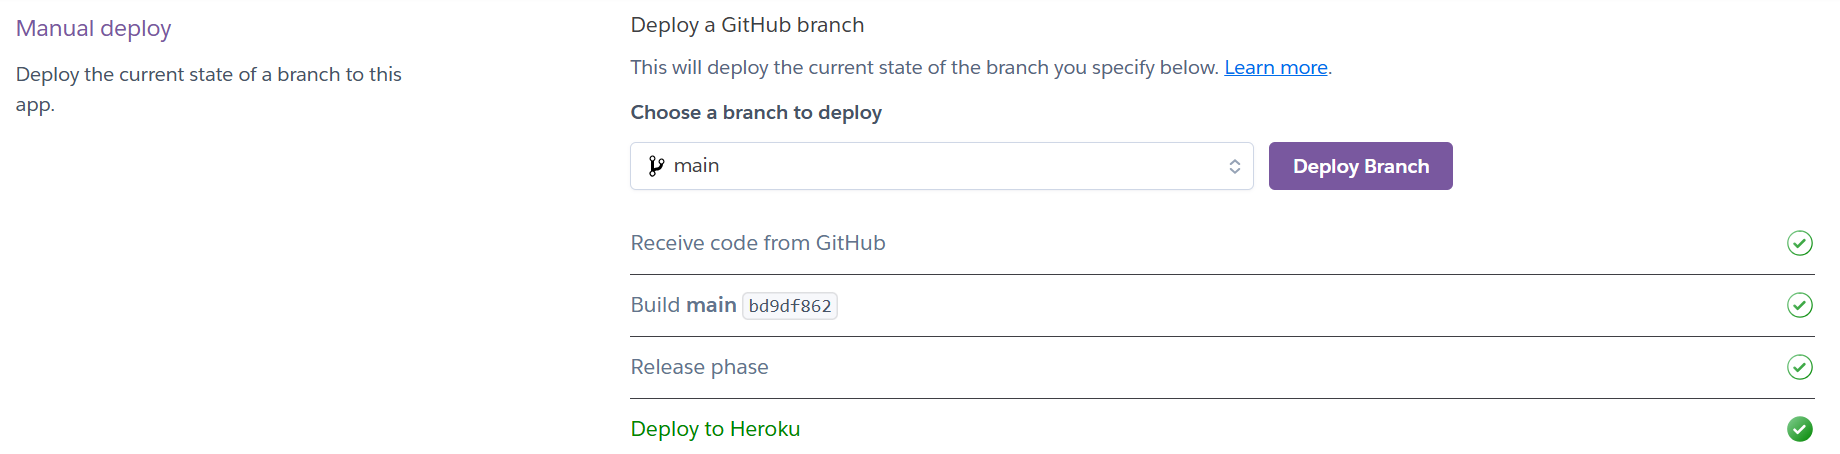 Manual deploy
Deploy the current state of a branch to this
app.
Deploy a GitHub branch
This will deploy the current state of the branch you specify below. Learn more.
Choose a branch to deploy
main
Deploy Branch
Receive code from GitHub
Build main bd9df862
Release phase
Deploy to Heroku